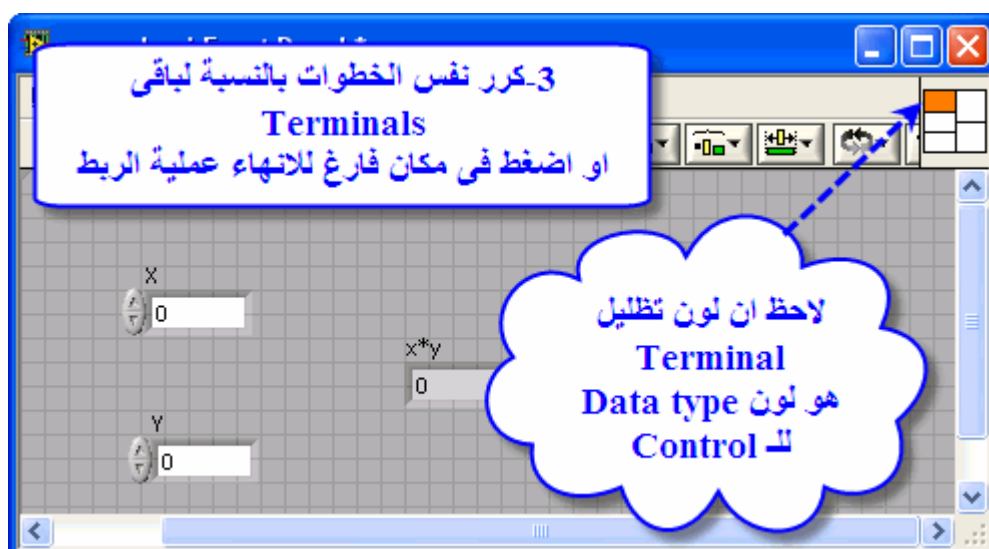 3-كرر نفس الخطوات بالنسبة لباقى
Terminals
او اضغط فى مكان فارغ للانهاء عملية الربط
X
0
x*y
0
Y
0
لاحظ ان لون تظليل
Terminal
هو لون Data type
للـ Control